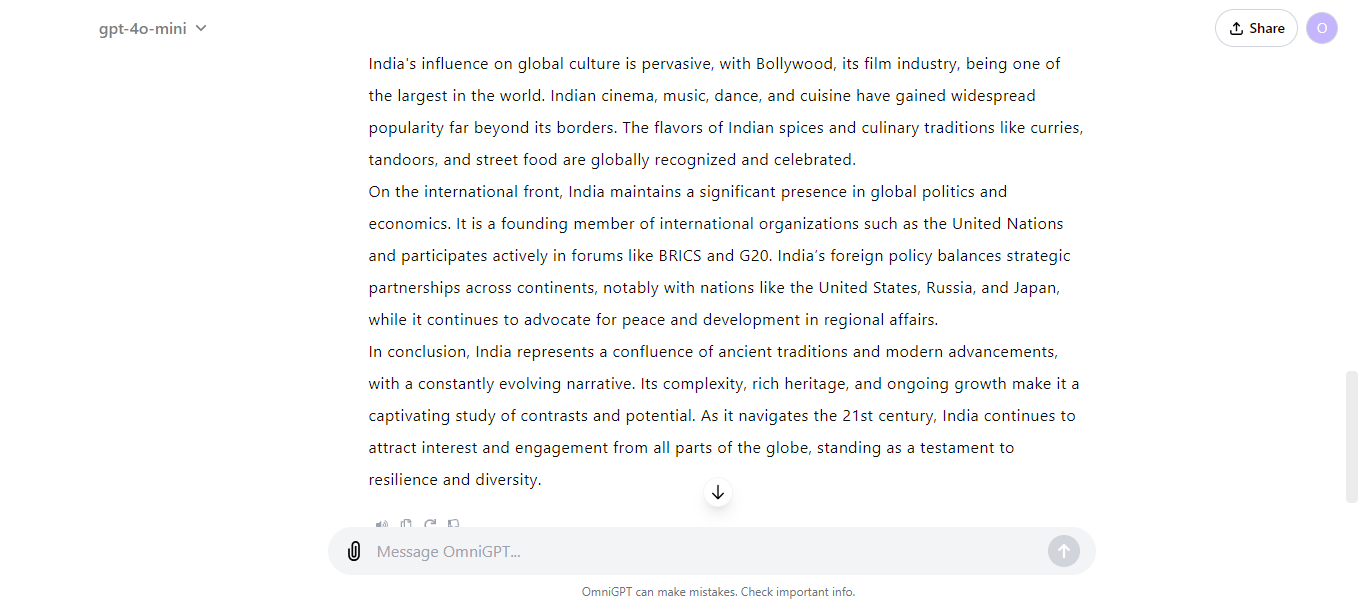 gpt-4o-mini
Share
O
India's influence on global culture is pervasive, with Bollywood, its film industry, being one of
the largest in the world. Indian cinema, music, dance, and cuisine have gained widespread
popularity far beyond its borders. The flavors of Indian spices and culinary traditions like curries,
tandoors, and street food are globally recognized and celebrated.
On the international front, India maintains a significant presence in global politics and
economics. It is a founding member of international organizations such as the United Nations
and participates actively in forums like BRICS and G20. India’s foreign policy balances strategic
partnerships across continents, notably with nations like the United States, Russia, and Japan,
while it continues to advocate for peace and development in regional affairs.
In conclusion, India represents a confluence of ancient traditions and modern advancements,
with a constantly evolving narrative. Its complexity, rich heritage, and ongoing growth make it a
captivating study of contrasts and potential. As it navigates the 21st century, India continues to
attract interest and engagement from all parts of the globe, standing as a testament to
resilience and diversity.
Message OmniGPT...
OmniGPT can make mistakes. Check important info.